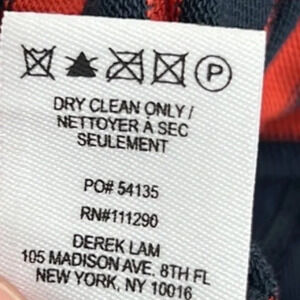 P
DRY CLEAN ONLY /
NETTOYER À SEC
SEULEMENT
PO# 54135
RN#111290
DEREK LAM
105 MADISON AVE. 8TH FL
NEW YORK, NY 10016